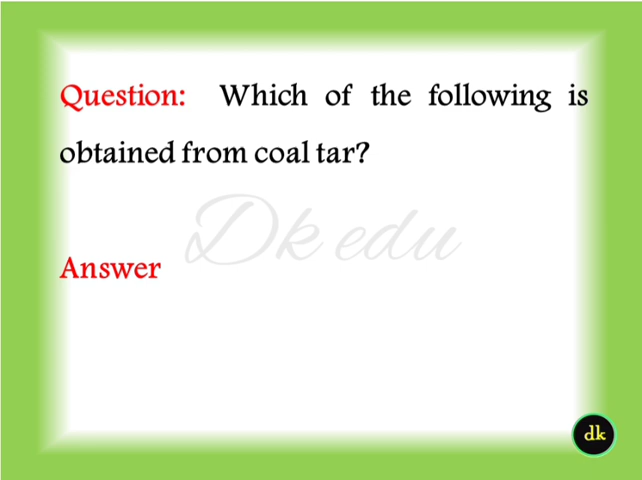 Question: Which of the following is
obtained from coal tar?
Dk edu
Answer
dk